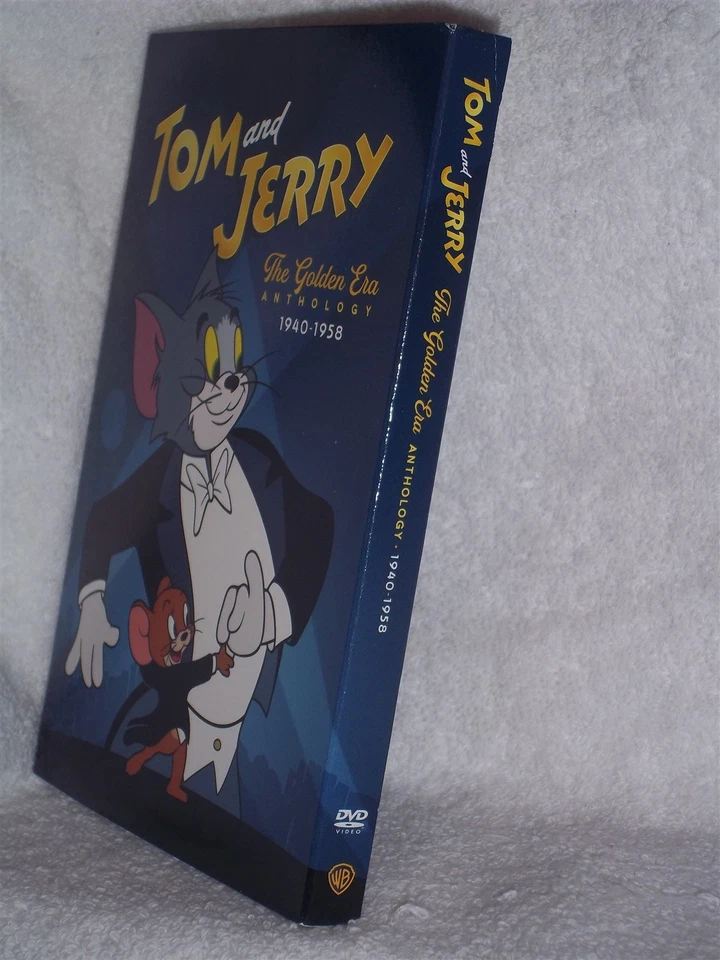 TOM and
JERRY
The Golden Era
ANTHOLOGY
1940-1958
TOM and JERRY The Golden Era ANTHOLOGY · 1940-1958
DVD
VIDEO
WB